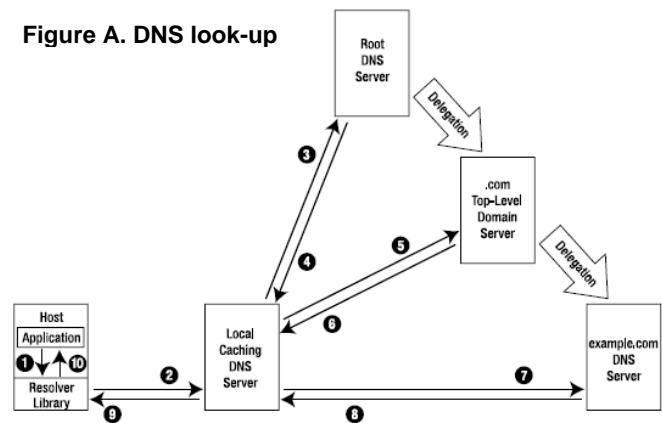 Figure A. DNS look-up
Root
DNS
Server
Delegation
3
.com
Top-Level
Domain
Server
5
4
Delegation
6
Host
Application
1
10
Resolver
Library
Local
Caching
DNS
Server
example.com
DNS
Server
2
7
9
8